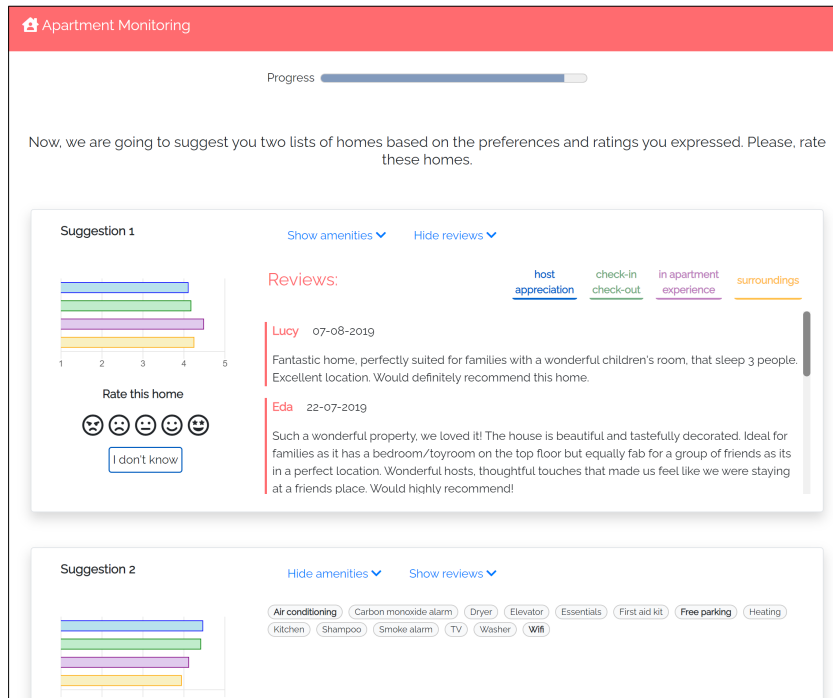 Apartment Monitoring
Progress
Now, we are going to suggest you two lists of homes based on the preferences and ratings you expressed. Please, rate
these homes.
Suggestion 1
Show amenities
Hide reviews
Reviews:
host
appreciation
check-in
check-out
in apartment
experience
surroundings
Lucy 07-08-2019
Fantastic home, perfectly suited for families with a wonderful children's room, that sleep 3 people.
Excellent location. Would definitely recommend this home.
Eda 22-07-2019
Such a wonderful property, we loved it! The house is beautiful and tastefully decorated. Ideal for
families as it has a bedroom/toyroom on the top floor but equally fab for a group of friends as its
in a perfect location. Wonderful hosts, thoughtful touches that made us feel like we were staying
at a friends place. Would highly recommend!
1 2 3 4 5
Rate this home
I don't know
Suggestion 2
Hide amenities
Show reviews
Air conditioning Carbon monoxide alarm Dryer Elevator Essentials First aid kit Free parking Heating
Kitchen Shampoo Smoke alarm TV Washer Wifi